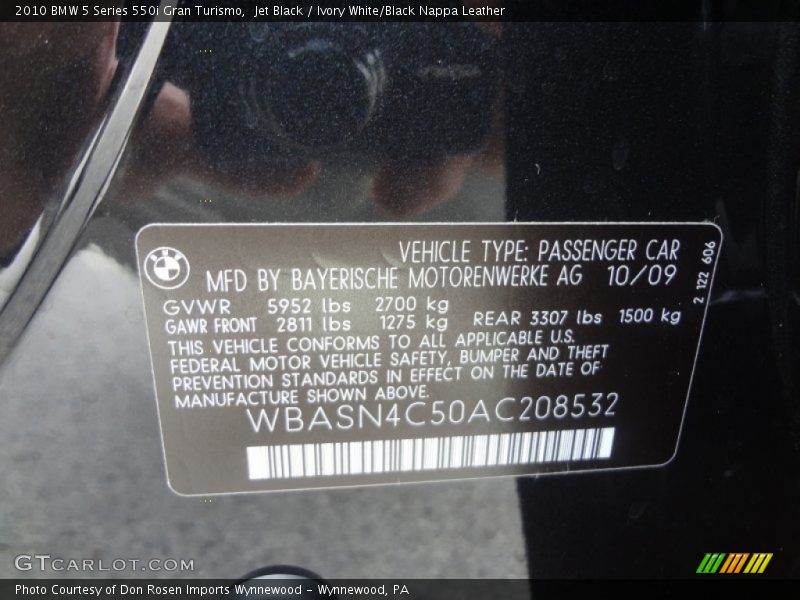 2010 BMW 5 Series 550i Gran Turismo,  Jet Black / Ivory White/Black Nappa Leather
VEHICLE TYPE: PASSENGER CAR
MFD BY BAYERISCHE MOTORENWERKE AG 10/09
2 122 606
GVWR 5952 lbs 2700 kg
GAWR FRONT 2811 lbs 1275 kg REAR 3307 lbs 1500 kg
THIS VEHICLE CONFORMS TO ALL APPLICABLE U.S.
FEDERAL MOTOR VEHICLE SAFETY, BUMPER AND THEFT
PREVENTION STANDARDS IN EFFECT ON THE DATE OF
MANUFACTURE SHOWN ABOVE.
WBASN4C50AC208532
GTCARLOT.COM
Photo Courtesy of Don Rosen Imports Wynnewood - Wynnewood, PA